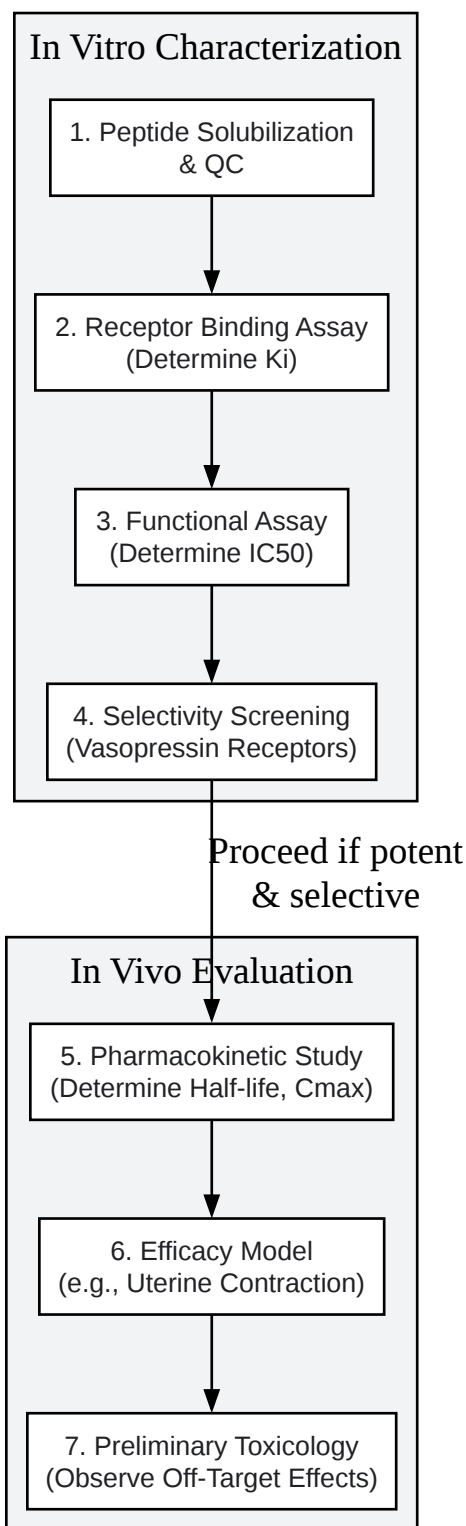 In Vitro Characterization
1. Peptide Solubilization
& QC
2. Receptor Binding Assay
(Determine Ki)
3. Functional Assay
(Determine IC50)
4. Selectivity Screening
(Vasopressin Receptors)
Proceed if potent
& selective
In Vivo Evaluation
5. Pharmacokinetic Study
(Determine Half-life, Cmax)
6. Efficacy Model
(e.g., Uterine Contraction)
7. Preliminary Toxicology
(Observe Off-Target Effects)